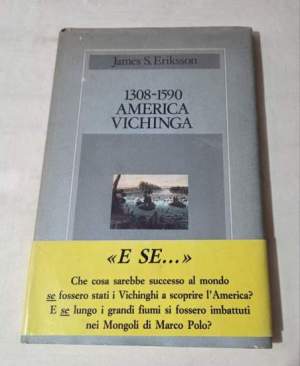 James S. Eriksson
1308-1590
AMERICA
VICHINGA
«E SE...»
Che cosa sarebbe successo al mondo
se fossero stati i Vichinghi a scoprire l'America?
E se lungo i grandi fiumi si fossero imbattuti
nei Mongoli di Marco Polo?